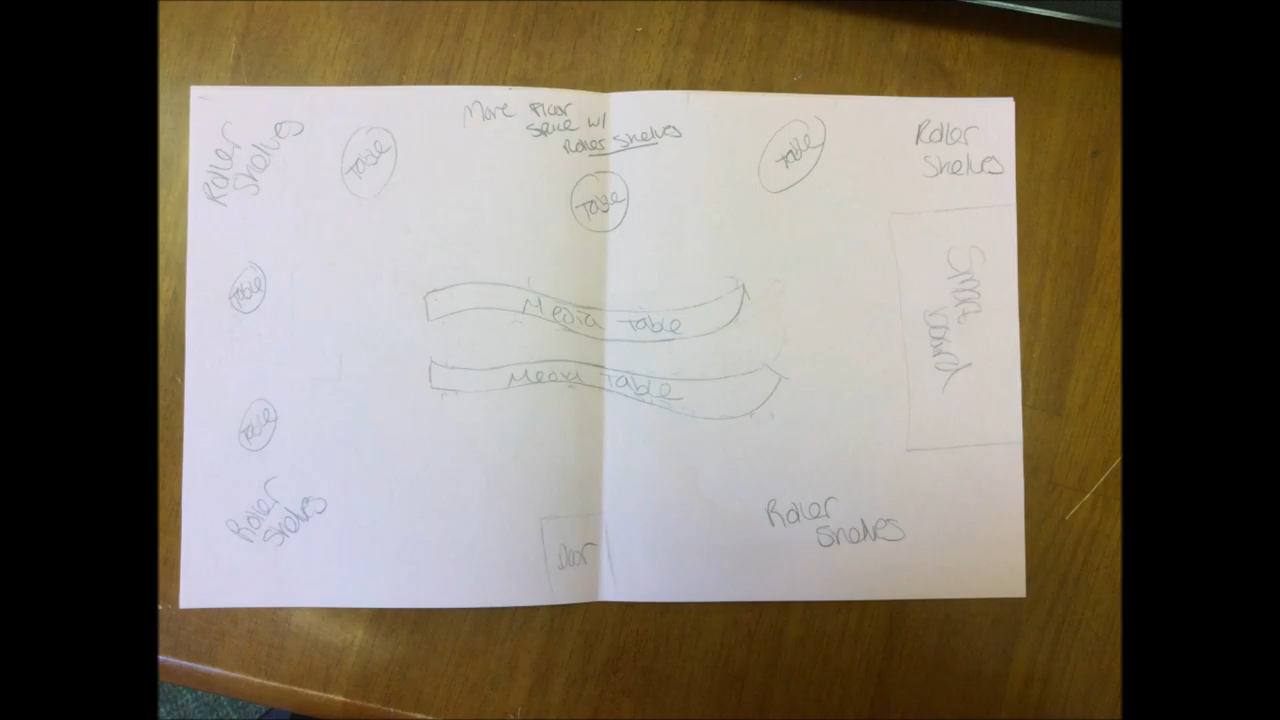 More Floor
Space w/
Roller Shelves
Roller
Shelves
Table
Table
Table
Roller
Shelves
Table
Media Table
Smart
board
Media Table
Table
Roller
Shelves
Roller
Shelves
Door